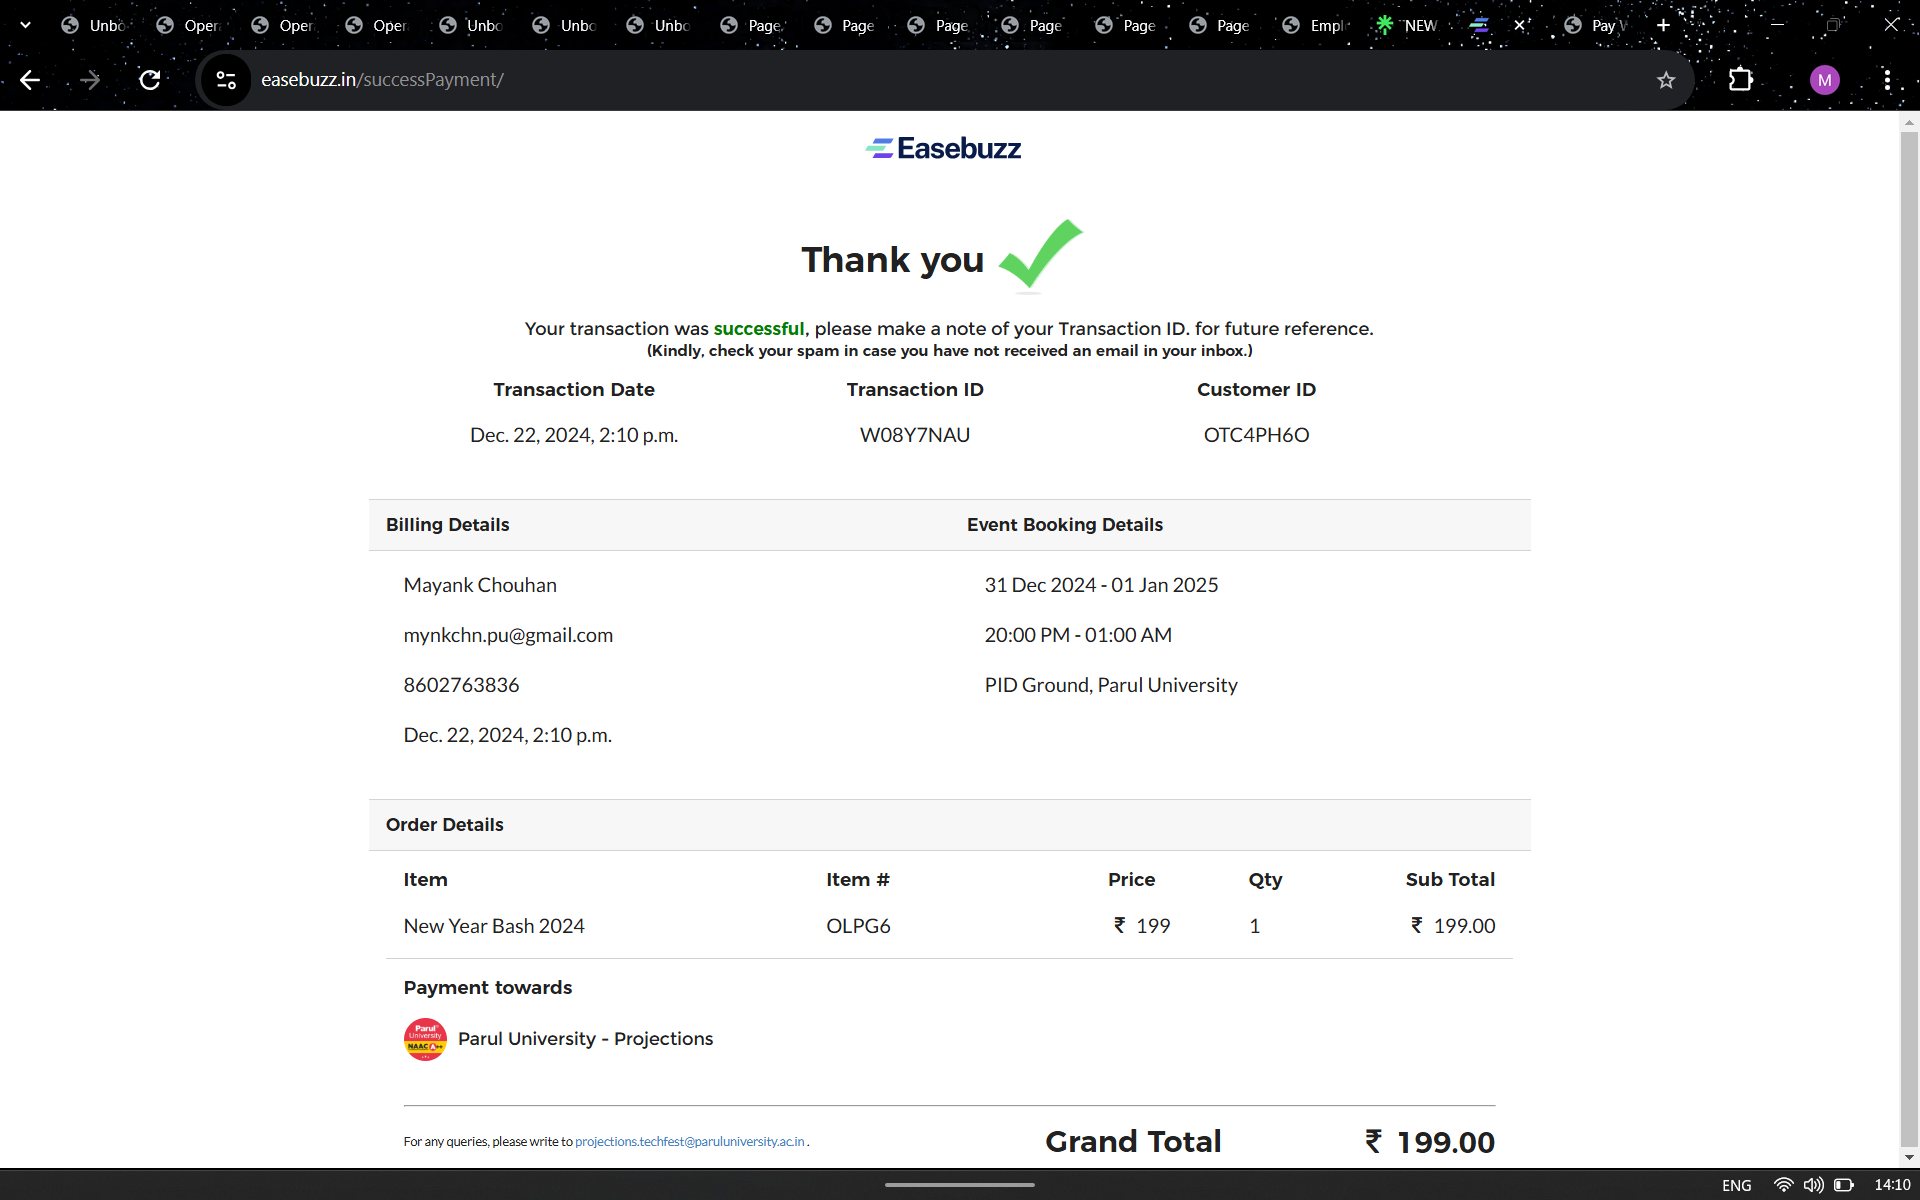 Unbo
Oper
Oper
Oper
Unbo
Unbo
Unbo
Page
Page
Page
Page
Page
Page
Empl
NEW
Pay
easebuzz.in/successPayment/
M
Easebuzz
Thank you
Your transaction was successful, please make a note of your Transaction ID. for future reference.
(Kindly, check your spam in case you have not received an email in your inbox.)
Transaction Date Transaction ID Customer ID
Dec. 22, 2024, 2:10 p.m. W08Y7NAU OTC4PH6O
Billing Details Event Booking Details
Mayank Chouhan 31 Dec 2024 - 01 Jan 2025
mynkchn.pu@gmail.com 20:00 PM - 01:00 AM
8602763836 PID Ground, Parul University
Dec. 22, 2024, 2:10 p.m.
Order Details
Item Item # Price Qty Sub Total
New Year Bash 2024 OLPG6 ₹ 199 1 ₹ 199.00
Payment towards
Parul University NAAC A++
Parul University - Projections
For any queries, please write to projections.techfest@paruluniversity.ac.in . Grand Total ₹ 199.00
ENG 14:10